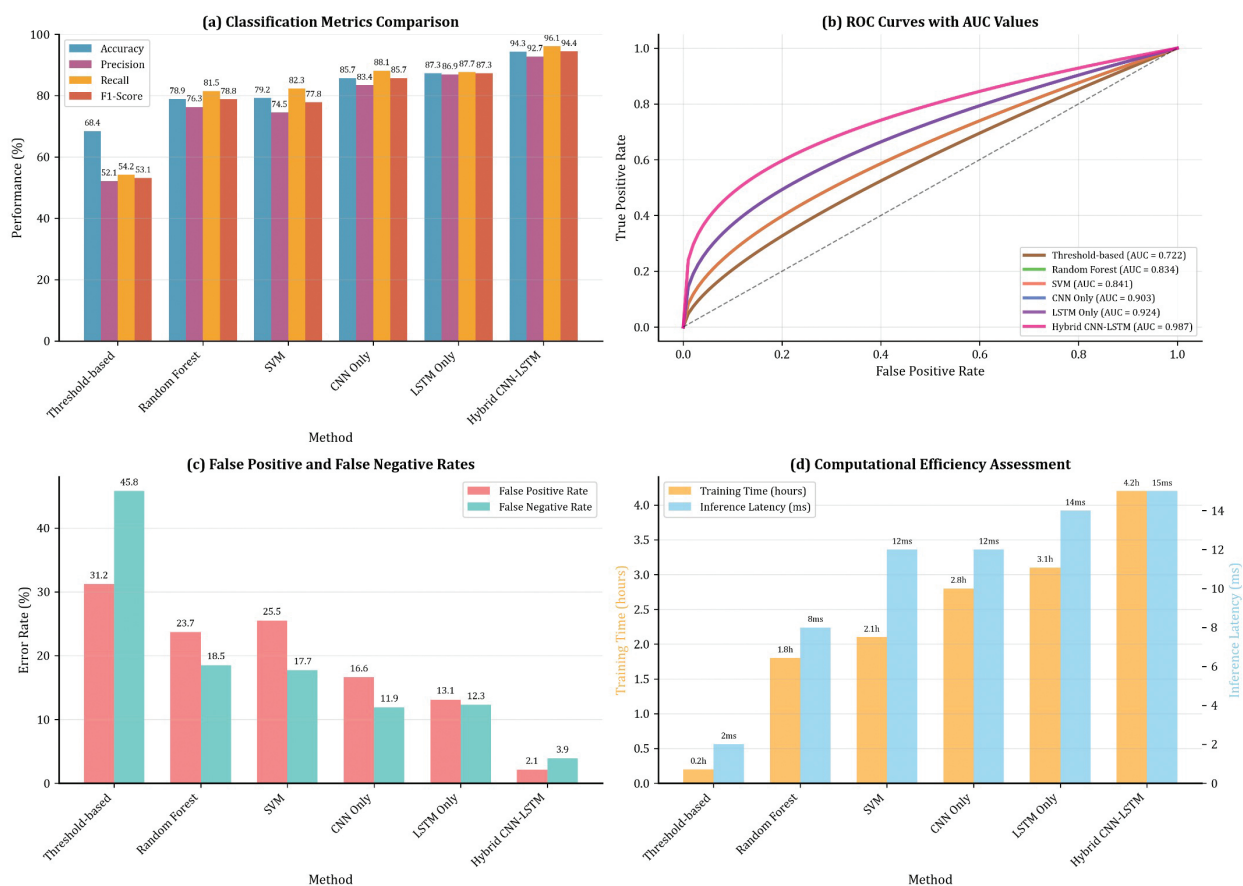 (a) Classification Metrics Comparison
Performance (%)
100
80
60
40
20
0
Accuracy
Precision
Recall
F1-Score
68.4 52.1 54.2 53.1
78.9 76.3 81.5 78.8
79.2 74.5 82.3 77.8
85.7 83.4 88.1 85.7
87.3 86.9 87.7 87.3
94.3 92.7 96.1 94.4
Threshold-based
Random Forest
SVM
CNN Only
LSTM Only
Hybrid CNN-LSTM
Method
(b) ROC Curves with AUC Values
True Positive Rate
1.0
0.8
0.6
0.4
0.2
0.0
Threshold-based (AUC = 0.722)
Random Forest (AUC = 0.834)
SVM (AUC = 0.841)
CNN Only (AUC = 0.903)
LSTM Only (AUC = 0.924)
Hybrid CNN-LSTM (AUC = 0.987)
0.0 0.2 0.4 0.6 0.8 1.0
False Positive Rate
(c) False Positive and False Negative Rates
Error Rate (%)
40
30
20
10
0
False Positive Rate
False Negative Rate
31.2 45.8
23.7 18.5
25.5 17.7
16.6 11.9
13.1 12.3
2.1 3.9
Threshold-based
Random Forest
SVM
CNN Only
LSTM Only
Hybrid CNN-LSTM
Method
(d) Computational Efficiency Assessment
Training Time (hours)
4.0
3.5
3.0
2.5
2.0
1.5
1.0
0.5
0.0
Training Time (hours)
Inference Latency (ms)
0.2h 2ms
1.8h 8ms
2.1h 12ms
2.8h 12ms
3.1h 14ms
4.2h 15ms
14
12
10
8
6
4
2
0
Inference Latency (ms)
Threshold-based
Random Forest
SVM
CNN Only
LSTM Only
Hybrid CNN-LSTM
Method